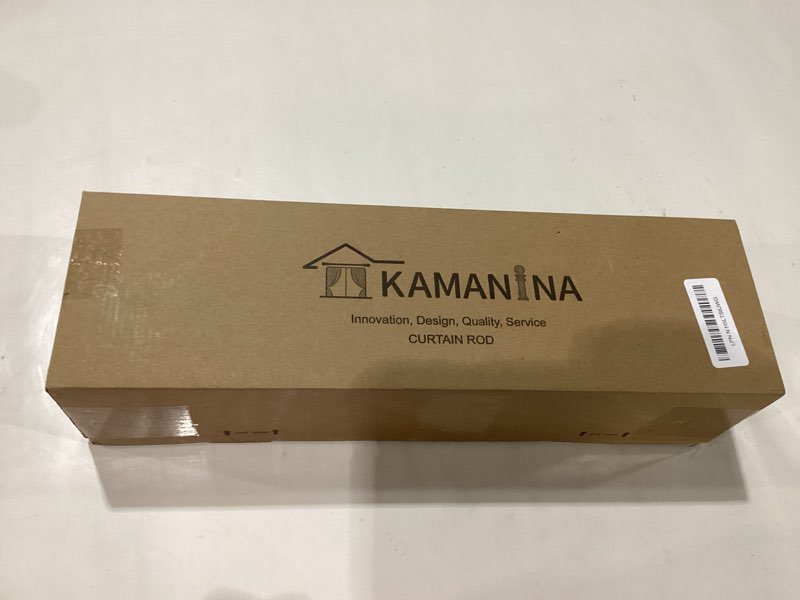 KAMANINA
Innovation, Design, Quality, Service
CURTAIN ROD